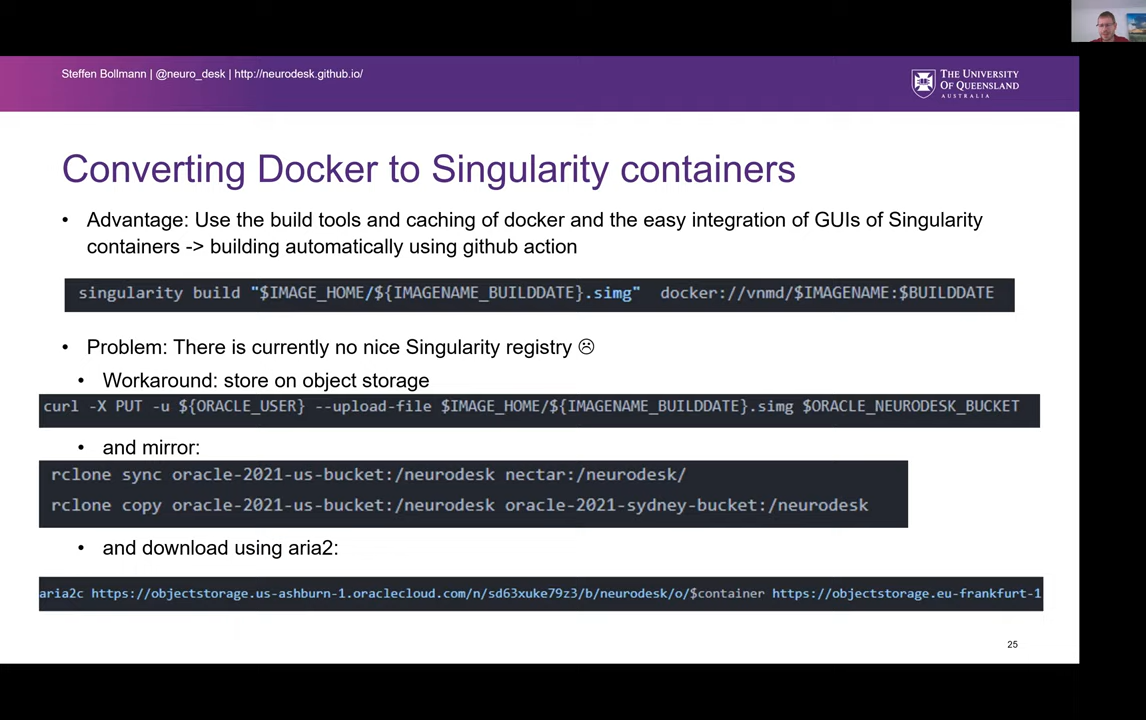 Steffen Bollmann | @neuro_desk | http://neurodesk.github.io/
THE UNIVERSITY
OF QUEENSLAND
AUSTRALIA
Converting Docker to Singularity containers
• Advantage: Use the build tools and caching of docker and the easy integration of GUIs of Singularity
containers -> building automatically using github action
singularity build "$IMAGE_HOME/${IMAGENAME_BUILDDATE}.simg" docker://vnmd/$IMAGENAME:$BUILDDATE
• Problem: There is currently no nice Singularity registry ☹
• Workaround: store on object storage
curl -X PUT -u ${ORACLE_USER} --upload-file $IMAGE_HOME/${IMAGENAME_BUILDDATE}.simg $ORACLE_NEURODESK_BUCKET
• and mirror:
rclone sync oracle-2021-us-bucket:/neurodesk nectar:/neurodesk/
rclone copy oracle-2021-us-bucket:/neurodesk oracle-2021-sydney-bucket:/neurodesk
• and download using aria2:
aria2c https://objectstorage.us-ashburn-1.oraclecloud.com/n/sd63xuke79z3/b/neurodesk/o/$container https://objectstorage.eu-frankfurt-1
25